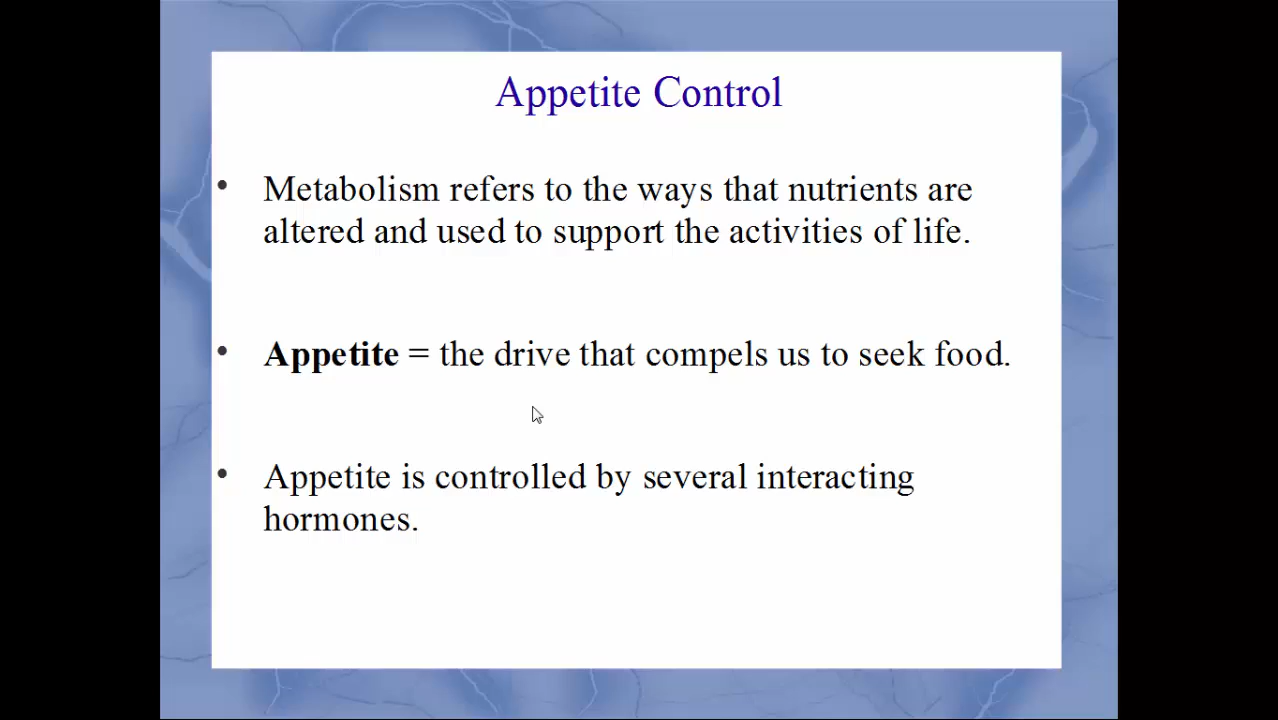 Appetite Control
• Metabolism refers to the ways that nutrients are
altered and used to support the activities of life.
• Appetite = the drive that compels us to seek food.
• Appetite is controlled by several interacting
hormones.